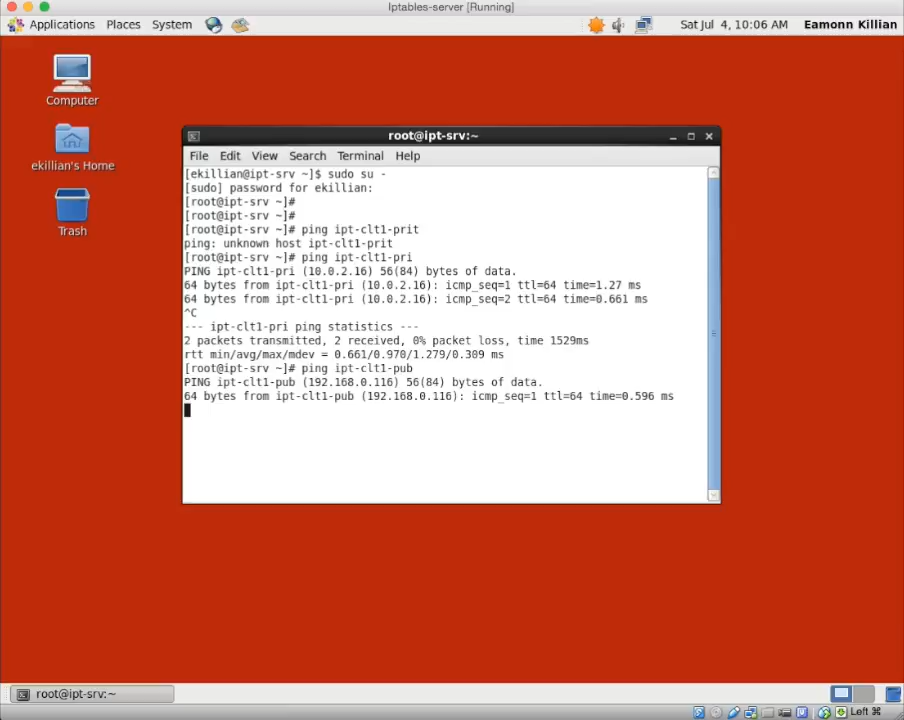 Iptables-server [Running]
Applications Places System Sat Jul 4, 10:06 AM Eamonn Killian
Computer
ekillian's Home
Trash
root@ipt-srv:~
File Edit View Search Terminal Help
[ekillian@ipt-srv ~]$ sudo su -
[sudo] password for ekillian:
[root@ipt-srv ~]#
[root@ipt-srv ~]#
[root@ipt-srv ~]# ping ipt-clt1-prit
ping: unknown host ipt-clt1-prit
[root@ipt-srv ~]# ping ipt-clt1-pri
PING ipt-clt1-pri (10.0.2.16) 56(84) bytes of data.
64 bytes from ipt-clt1-pri (10.0.2.16): icmp_seq=1 ttl=64 time=1.27 ms
64 bytes from ipt-clt1-pri (10.0.2.16): icmp_seq=2 ttl=64 time=0.661 ms
^C
--- ipt-clt1-pri ping statistics ---
2 packets transmitted, 2 received, 0% packet loss, time 1529ms
rtt min/avg/max/mdev = 0.661/0.970/1.279/0.309 ms
[root@ipt-srv ~]# ping ipt-clt1-pub
PING ipt-clt1-pub (192.168.0.116) 56(84) bytes of data.
64 bytes from ipt-clt1-pub (192.168.0.116): icmp_seq=1 ttl=64 time=0.596 ms
root@ipt-srv:~
Left ⌘